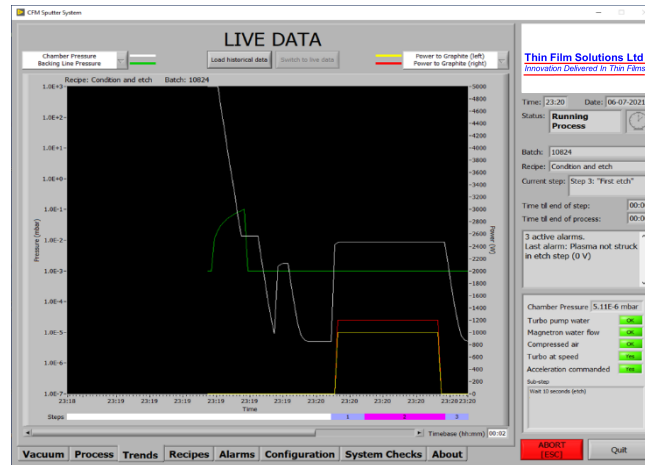 CFM Sputter System
LIVE DATA
Chamber Pressure
Backing Line Pressure
Load historical data
Switch to live data
Power to Graphite (left)
Power to Graphite (right)
Recipe: Condition and etch Batch: 10824
1.0E+3
1.0E+2
1.0E+1
1.0E+0
1.0E-1
1.0E-2
1.0E-3
1.0E-4
1.0E-5
1.0E-6
1.0E-7
Pressure (mbar)
5000
4800
4600
4400
4200
4000
3800
3600
3400
3200
3000
2800
2600
2400
2200
2000
1800
1600
1400
1200
1000
800
600
400
200
0
Power (W)
23:18 23:19 23:19 23:19 23:19 23:19 23:20 23:20 23:20 23:20 23:20
Time
Steps 1 2 3
Timebase (hh:mm) 00:02
Vacuum Process Trends Recipes Alarms Configuration System Checks About
Thin Film Solutions Ltd
Innovation Delivered In Thin Films
Time: 23:20 Date: 06-07-2021
Status: Running
Process
Batch: 10824
Recipe: Condition and etch
Current step: Step 3: "First etch"
Time til end of step: 00:0
Time til end of process: 00:0
3 active alarms.
Last alarm: Plasma not struck
in etch step (0 V)
Chamber Pressure 5.11E-6 mbar
Turbo pump water OK
Magnetron water flow OK
Compressed air OK
Turbo at speed Yes
Acceleration commanded Yes
Sub-step
Wait 10 seconds (etch)
ABORT
[ESC]
Quit